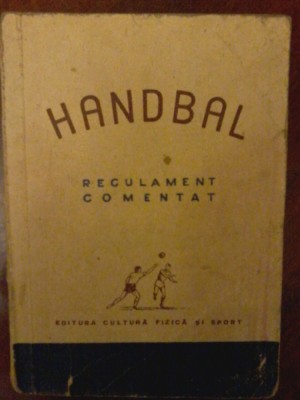 HANDBAL
REGULAMENT
COMENTAT
EDITURA CULTURĂ FIZICĂ ȘI SPORT